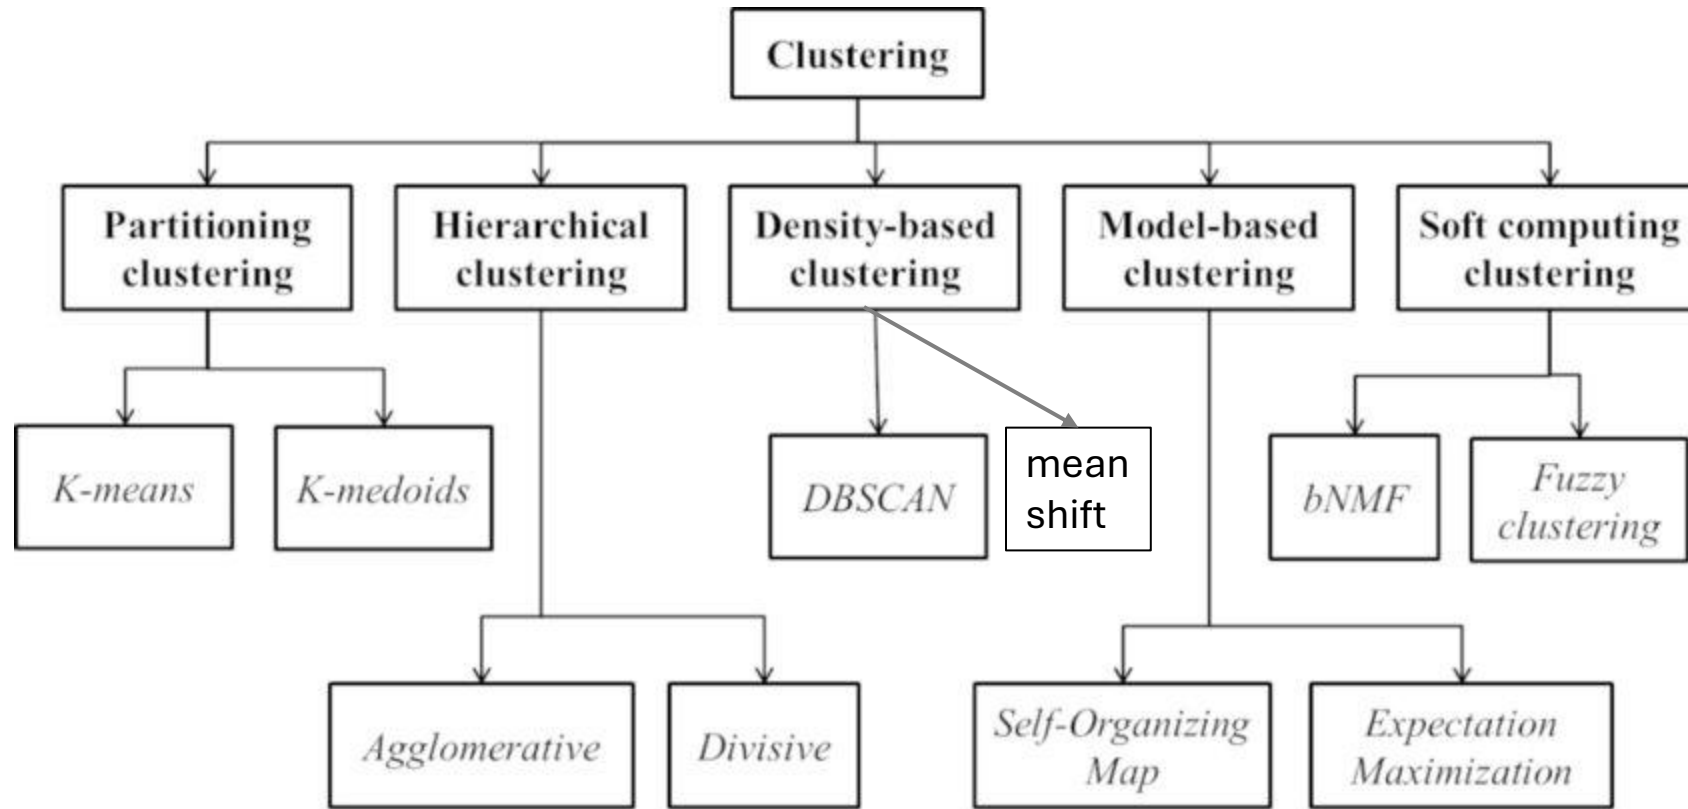 Clustering
Partitioning
clustering
Hierarchical
clustering
Density-based
clustering
Model-based
clustering
Soft computing
clustering
K-means
K-medoids
DBSCAN
mean
shift
bNMF
Fuzzy
clustering
Agglomerative
Divisive
Self-Organizing
Map
Expectation
Maximization